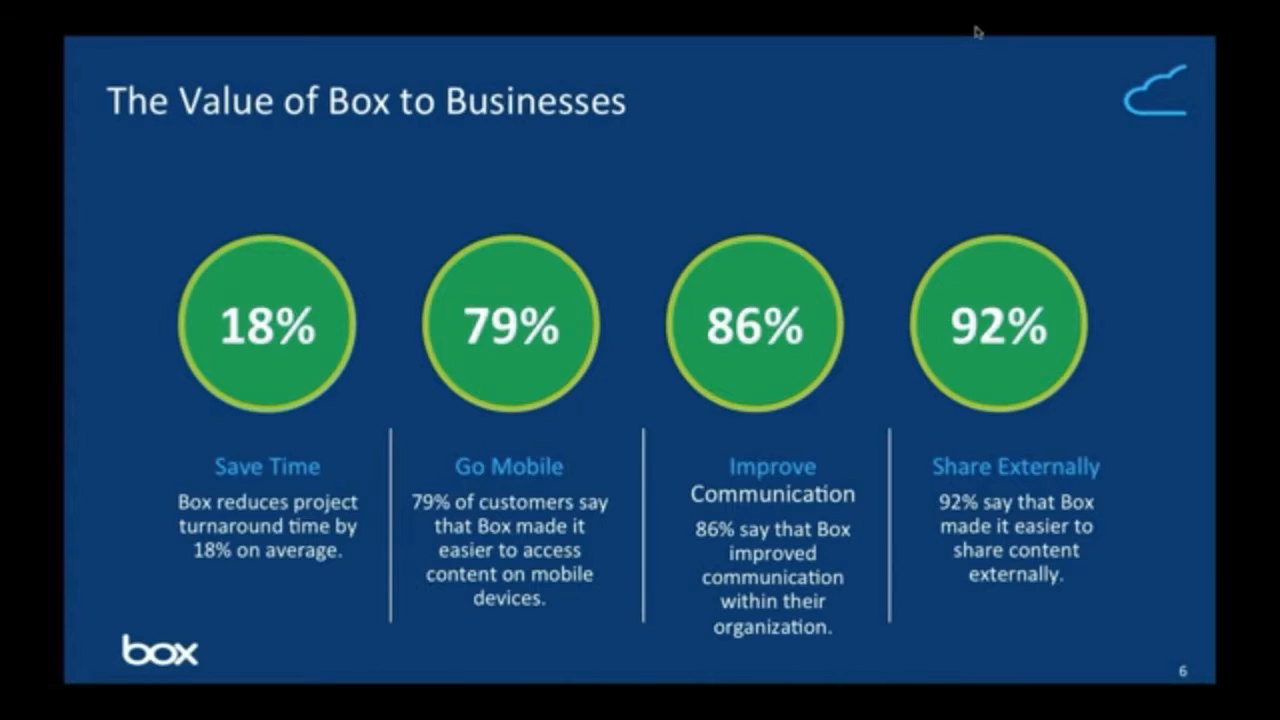 The Value of Box to Businesses
18%
79%
86%
92%
Save Time
Box reduces project
turnaround time by
18% on average.
Go Mobile
79% of customers say
that Box made it
easier to access
content on mobile
devices.
Improve
Communication
86% say that Box
improved
communication
within their
organization.
Share Externally
92% say that Box
made it easier to
share content
externally.
box
6